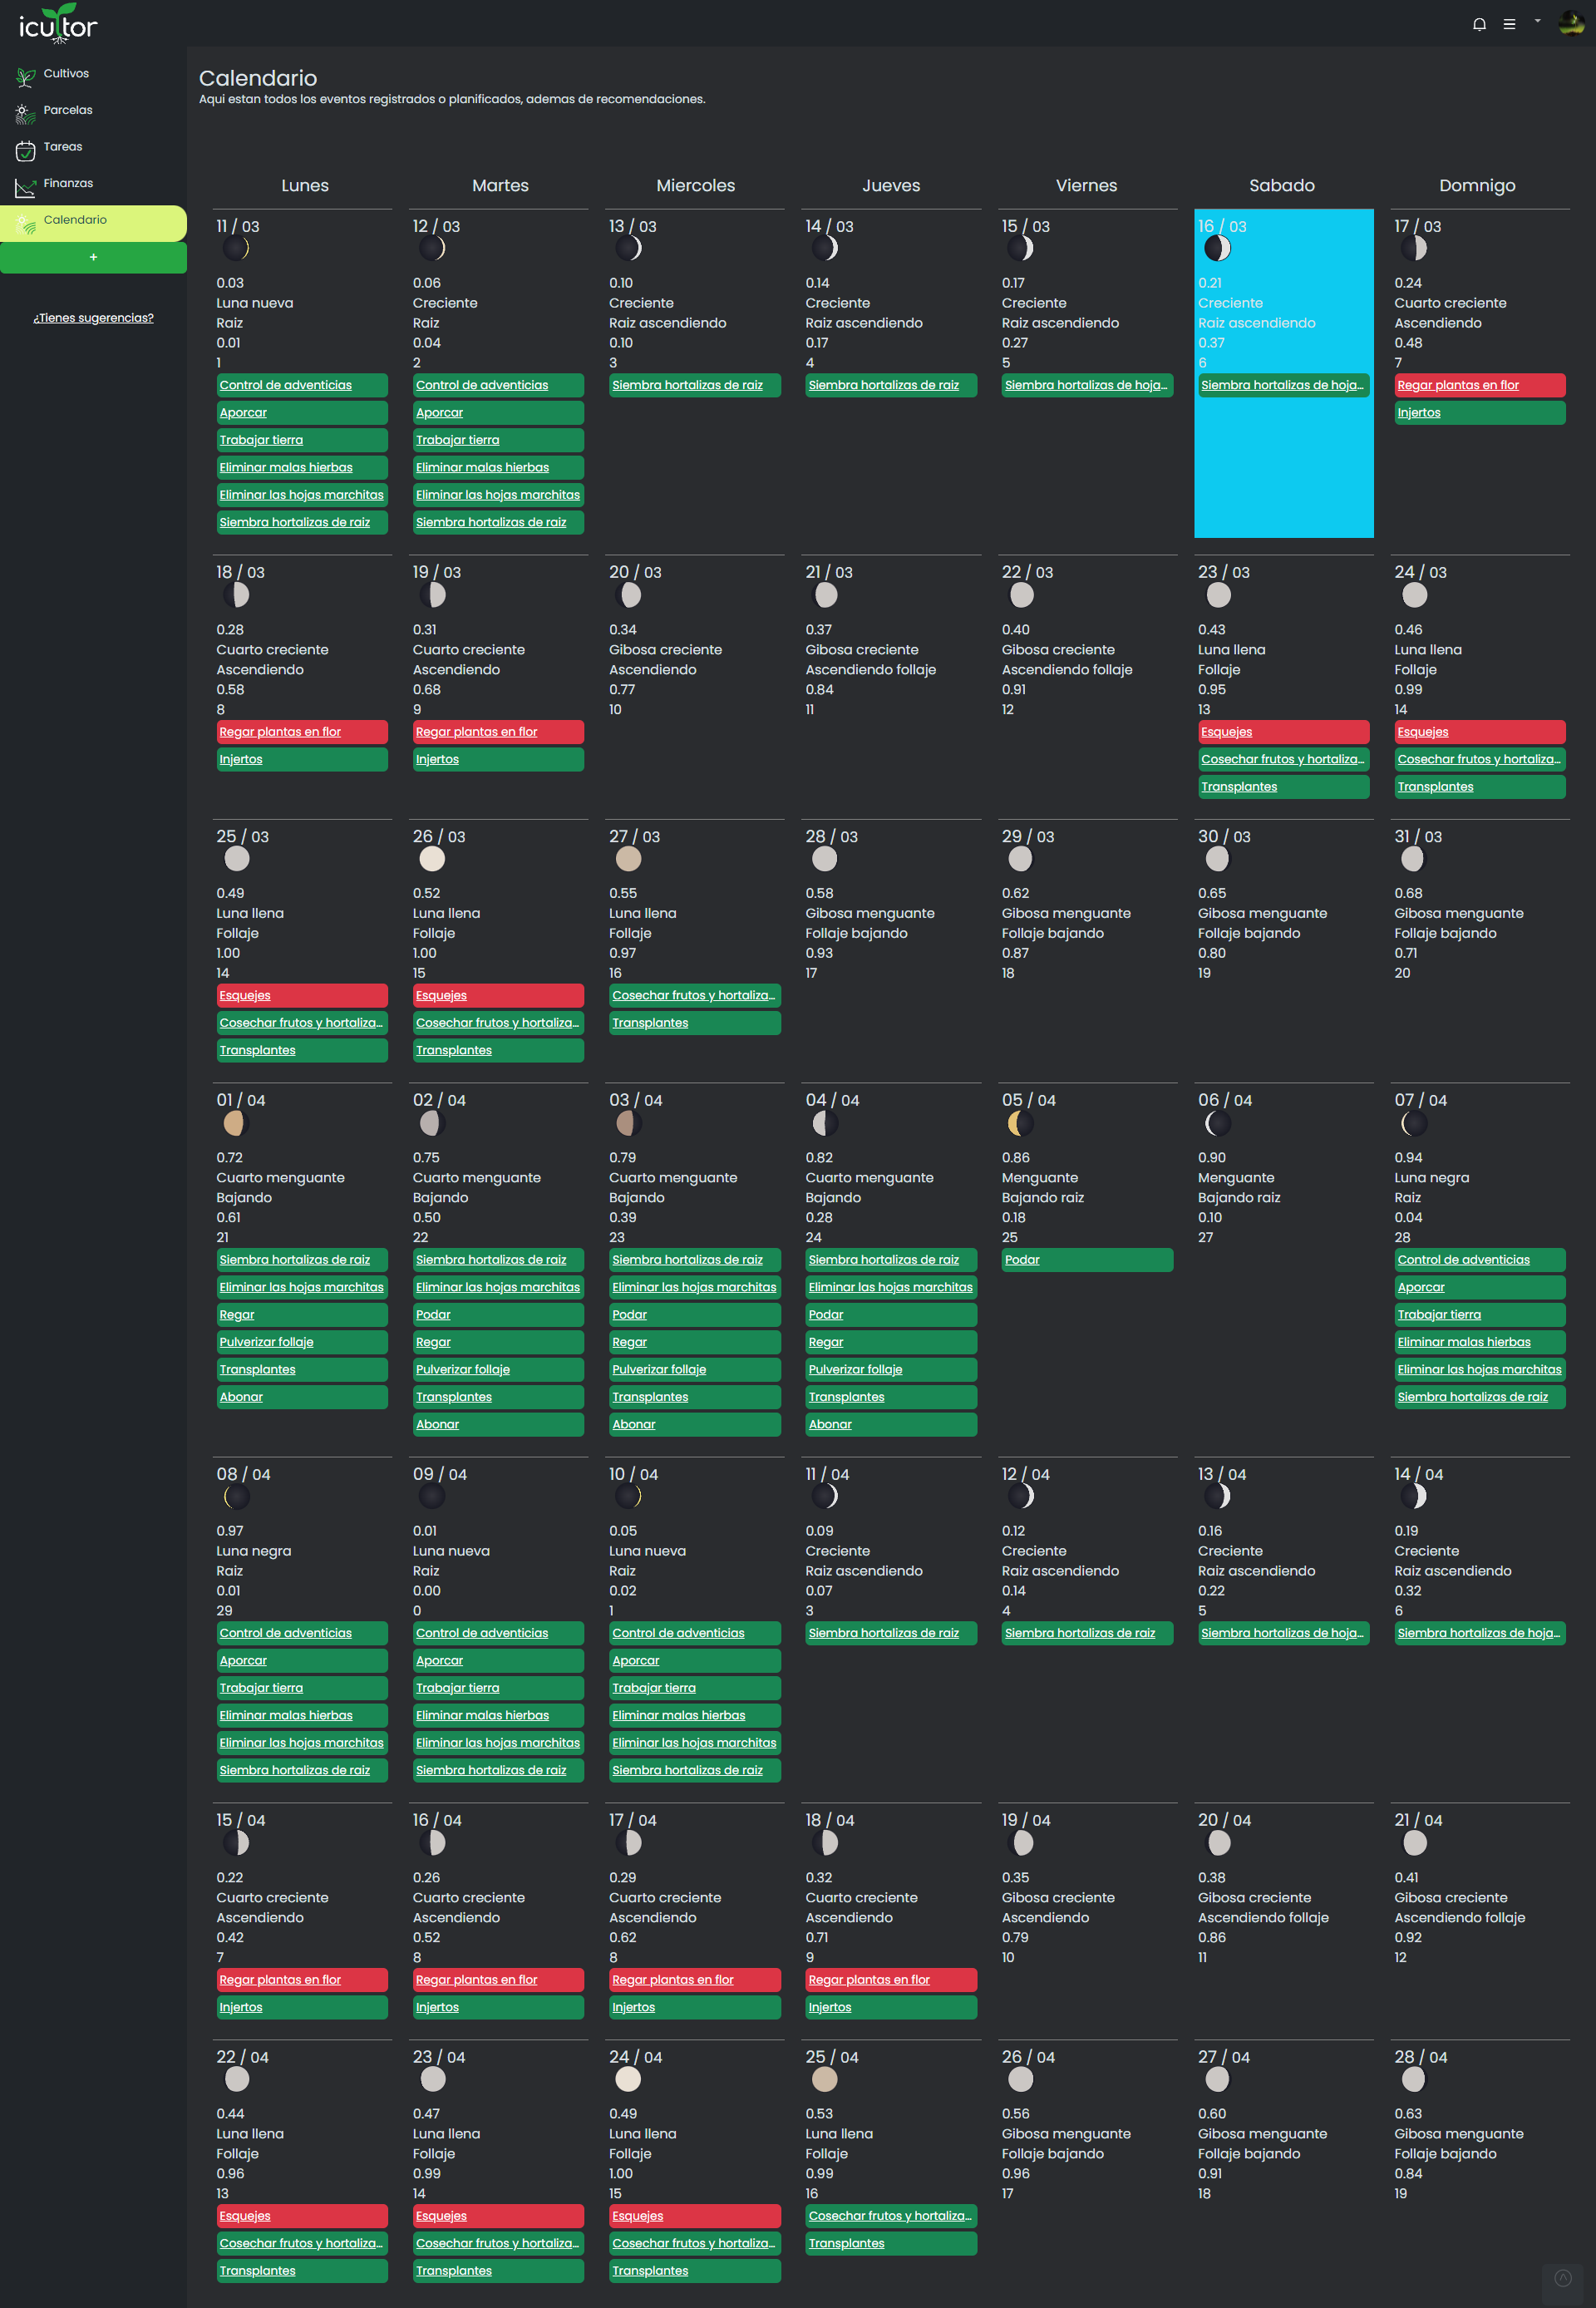 icultor
Cultivos
Parcelas
Tareas
Finanzas
Calendario
+
¿Tienes sugerencias?
Calendario
Aqui estan todos los eventos registrados o planificados, ademas de recomendaciones.
Lunes
Martes
Miercoles
Jueves
Viernes
Sabado
Domnigo
11 / 03
0.03
Luna nueva
Raiz
0.01
1
Control de adventicias
Aporcar
Trabajar tierra
Eliminar malas hierbas
Eliminar las hojas marchitas
Siembra hortalizas de raiz
12 / 03
0.06
Creciente
Raiz
0.04
2
Control de adventicias
Aporcar
Trabajar tierra
Eliminar malas hierbas
Eliminar las hojas marchitas
Siembra hortalizas de raiz
13 / 03
0.10
Creciente
Raiz ascendiendo
0.10
3
Siembra hortalizas de raiz
14 / 03
0.14
Creciente
Raiz ascendiendo
0.17
4
Siembra hortalizas de raiz
15 / 03
0.17
Creciente
Raiz ascendiendo
0.27
5
Siembra hortalizas de hoja...
16 / 03
0.21
Creciente
Raiz ascendiendo
0.37
6
Siembra hortalizas de hoja...
17 / 03
0.24
Cuarto creciente
Ascendiendo
0.48
7
Regar plantas en flor
Injertos
18 / 03
0.28
Cuarto creciente
Ascendiendo
0.58
8
Regar plantas en flor
Injertos
19 / 03
0.31
Cuarto creciente
Ascendiendo
0.68
9
Regar plantas en flor
Injertos
20 / 03
0.34
Gibosa creciente
Ascendiendo
0.77
10
21 / 03
0.37
Gibosa creciente
Ascendiendo follaje
0.84
11
22 / 03
0.40
Gibosa creciente
Ascendiendo follaje
0.91
12
23 / 03
0.43
Luna llena
Follaje
0.95
13
Esquejes
Cosechar frutos y hortaliza...
Transplantes
24 / 03
0.46
Luna llena
Follaje
0.99
14
Esquejes
Cosechar frutos y hortaliza...
Transplantes
25 / 03
0.49
Luna llena
Follaje
1.00
14
Esquejes
Cosechar frutos y hortaliza...
Transplantes
26 / 03
0.52
Luna llena
Follaje
1.00
15
Esquejes
Cosechar frutos y hortaliza...
Transplantes
27 / 03
0.55
Luna llena
Follaje
0.97
16
Cosechar frutos y hortaliza...
Transplantes
28 / 03
0.58
Gibosa menguante
Follaje bajando
0.93
17
29 / 03
0.62
Gibosa menguante
Follaje bajando
0.87
18
30 / 03
0.65
Gibosa menguante
Follaje bajando
0.80
19
31 / 03
0.68
Gibosa menguante
Follaje bajando
0.71
20
01 / 04
0.72
Cuarto menguante
Bajando
0.61
21
Siembra hortalizas de raiz
Eliminar las hojas marchitas
Regar
Pulverizar follaje
Transplantes
Abonar
02 / 04
0.75
Cuarto menguante
Bajando
0.50
22
Siembra hortalizas de raiz
Eliminar las hojas marchitas
Podar
Regar
Pulverizar follaje
Transplantes
Abonar
03 / 04
0.79
Cuarto menguante
Bajando
0.39
23
Siembra hortalizas de raiz
Eliminar las hojas marchitas
Podar
Regar
Pulverizar follaje
Transplantes
Abonar
04 / 04
0.82
Cuarto menguante
Bajando
0.28
24
Siembra hortalizas de raiz
Eliminar las hojas marchitas
Podar
Regar
Pulverizar follaje
Transplantes
Abonar
05 / 04
0.86
Menguante
Bajando raiz
0.18
25
Podar
06 / 04
0.90
Menguante
Bajando raiz
0.10
27
07 / 04
0.94
Luna negra
Raiz
0.04
28
Control de adventicias
Aporcar
Trabajar tierra
Eliminar malas hierbas
Eliminar las hojas marchitas
Siembra hortalizas de raiz
08 / 04
0.97
Luna negra
Raiz
0.01
29
Control de adventicias
Aporcar
Trabajar tierra
Eliminar malas hierbas
Eliminar las hojas marchitas
Siembra hortalizas de raiz
09 / 04
0.01
Luna nueva
Raiz
0.00
0
Control de adventicias
Aporcar
Trabajar tierra
Eliminar malas hierbas
Eliminar las hojas marchitas
Siembra hortalizas de raiz
10 / 04
0.05
Luna nueva
Raiz
0.02
1
Control de adventicias
Aporcar
Trabajar tierra
Eliminar malas hierbas
Eliminar las hojas marchitas
Siembra hortalizas de raiz
11 / 04
0.09
Creciente
Raiz ascendiendo
0.07
3
Siembra hortalizas de raiz
12 / 04
0.12
Creciente
Raiz ascendiendo
0.14
4
Siembra hortalizas de raiz
13 / 04
0.16
Creciente
Raiz ascendiendo
0.22
5
Siembra hortalizas de hoja...
14 / 04
0.19
Creciente
Raiz ascendiendo
0.32
6
Siembra hortalizas de hoja...
15 / 04
0.22
Cuarto creciente
Ascendiendo
0.42
7
Regar plantas en flor
Injertos
16 / 04
0.26
Cuarto creciente
Ascendiendo
0.52
8
Regar plantas en flor
Injertos
17 / 04
0.29
Cuarto creciente
Ascendiendo
0.62
8
Regar plantas en flor
Injertos
18 / 04
0.32
Cuarto creciente
Ascendiendo
0.71
9
Regar plantas en flor
Injertos
19 / 04
0.35
Gibosa creciente
Ascendiendo
0.79
10
20 / 04
0.38
Gibosa creciente
Ascendiendo follaje
0.86
11
21 / 04
0.41
Gibosa creciente
Ascendiendo follaje
0.92
12
22 / 04
0.44
Luna llena
Follaje
0.96
13
Esquejes
Cosechar frutos y hortaliza...
Transplantes
23 / 04
0.47
Luna llena
Follaje
0.99
14
Esquejes
Cosechar frutos y hortaliza...
Transplantes
24 / 04
0.49
Luna llena
Follaje
1.00
15
Esquejes
Cosechar frutos y hortaliza...
Transplantes
25 / 04
0.53
Luna llena
Follaje
0.99
16
Cosechar frutos y hortaliza...
Transplantes
26 / 04
0.56
Gibosa menguante
Follaje bajando
0.96
17
27 / 04
0.60
Gibosa menguante
Follaje bajando
0.91
18
28 / 04
0.63
Gibosa menguante
Follaje bajando
0.84
19